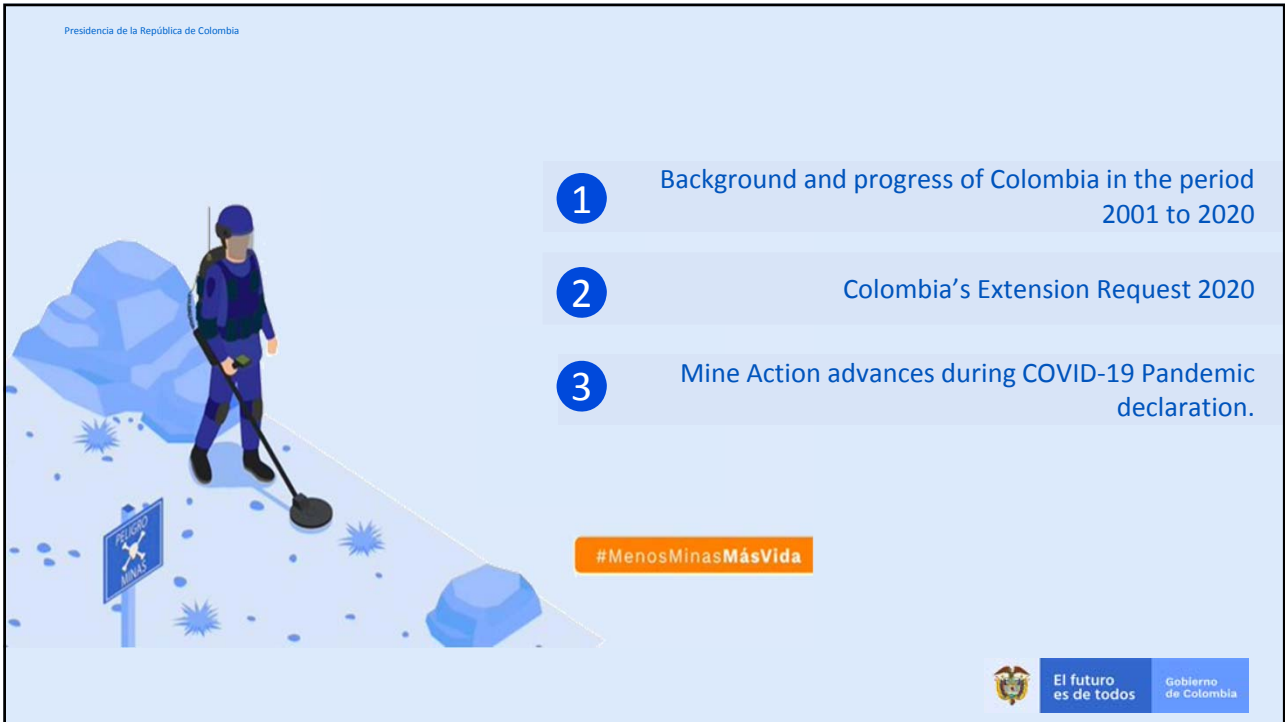 Presidencia de la República de Colombia
1
Background and progress of Colombia in the period
2001 to 2020
2
Colombia’s Extension Request 2020
3
Mine Action advances during COVID-19 Pandemic
declaration.
PELIGRO
MINAS
#MenosMinasMásVida
El futuro
es de todos
Gobierno
de Colombia